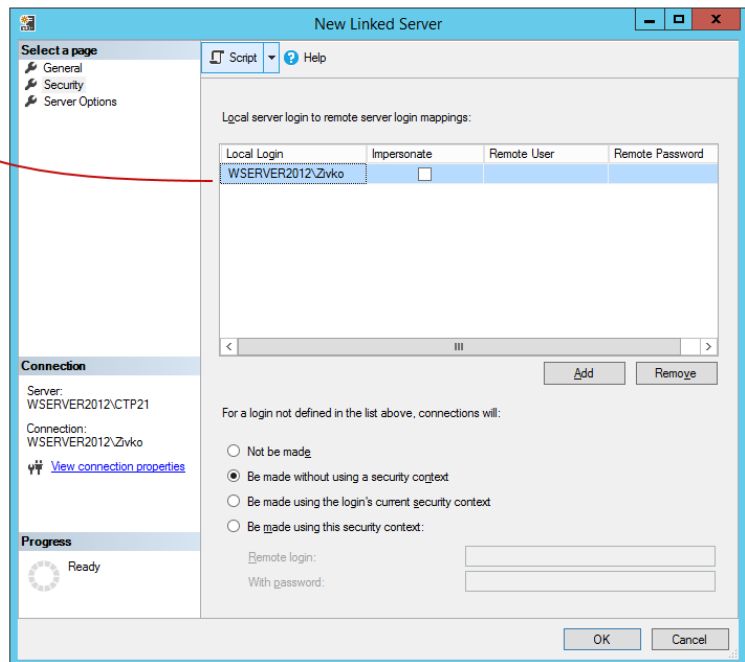 New Linked Server
Select a page
General
Security
Server Options
Script
Help
Local server login to remote server login mappings:
Local Login Impersonate Remote User Remote Password
WSERVER2012\Zivko
Add Remove
For a login not defined in the list above, connections will:
Not be made
Be made without using a security context
Be made using the login's current security context
Be made using this security context:
Remote login:
With password:
Connection
Server:
WSERVER2012\CTP21
Connection:
WSERVER2012\Zivko
View connection properties
Progress
Ready
OK Cancel